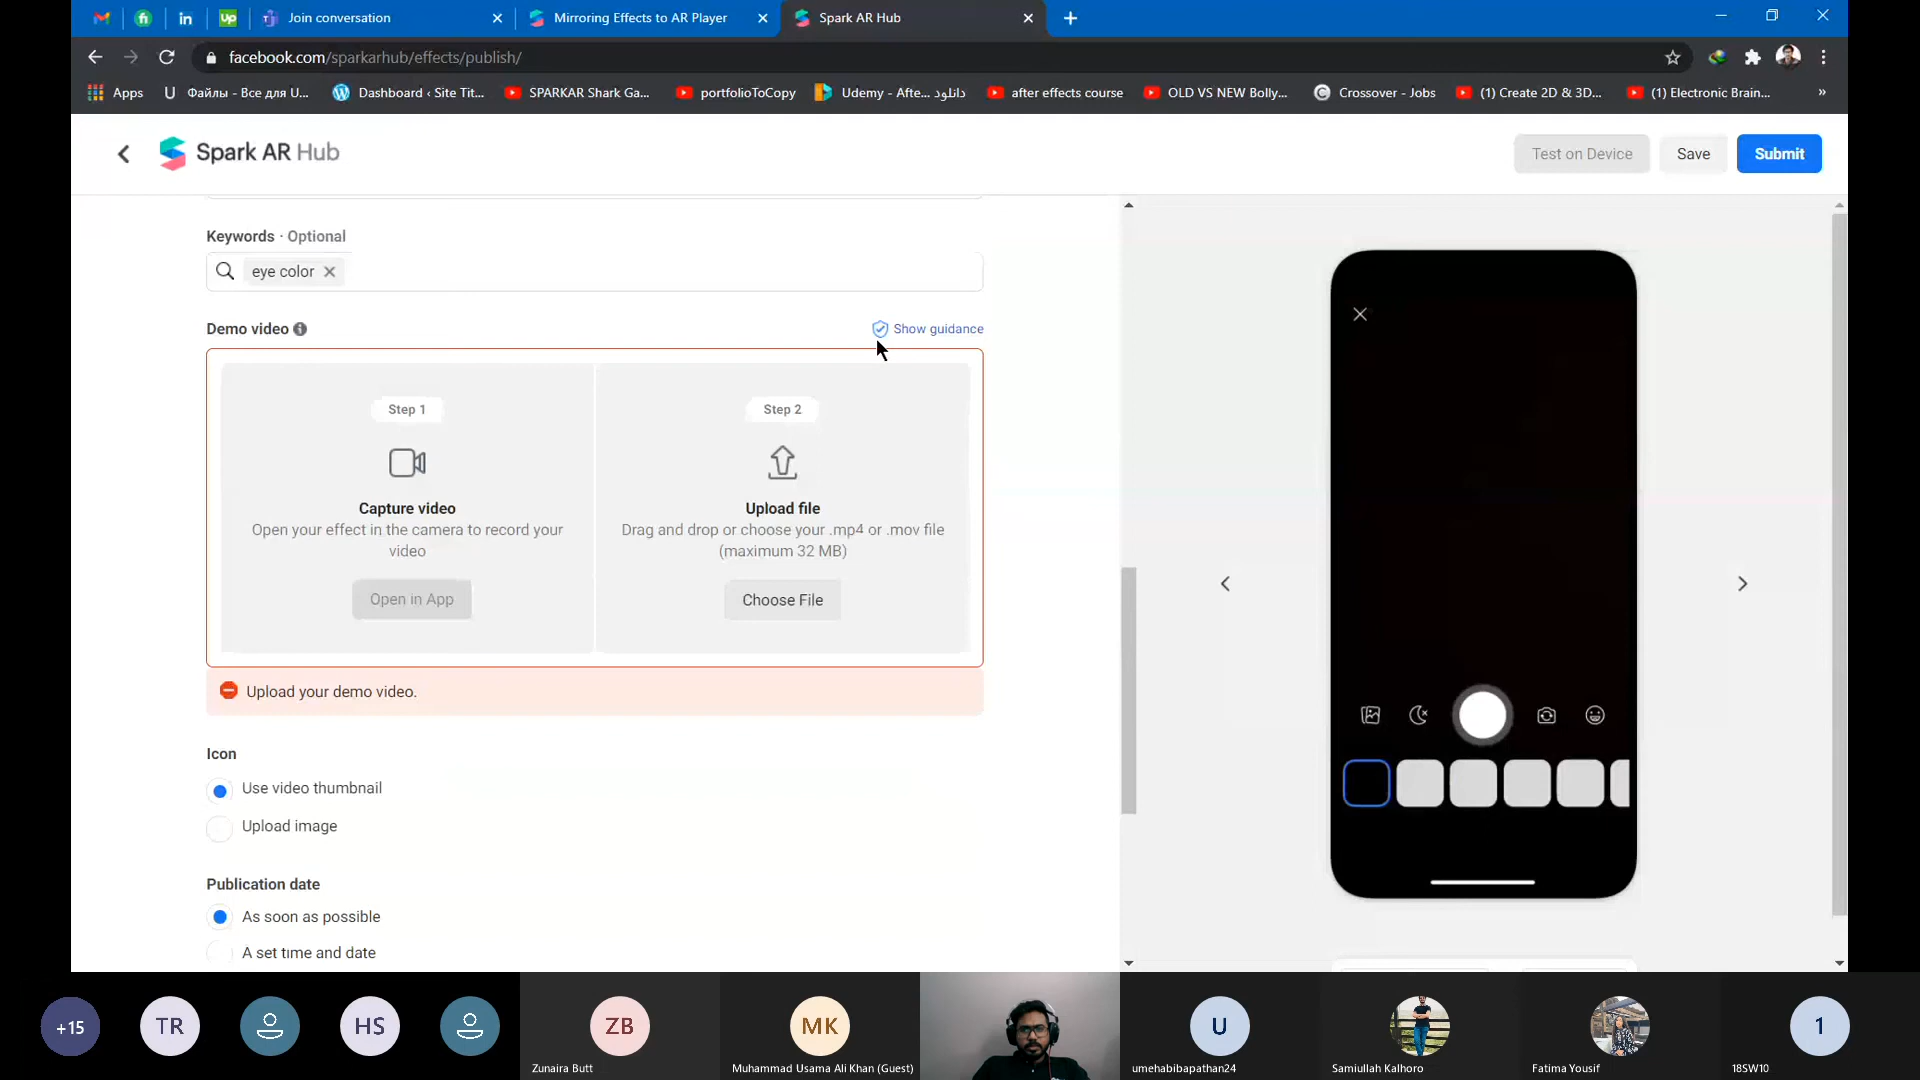 Join conversation
Mirroring Effects to AR Player
Spark AR Hub
facebook.com/sparkarhub/effects/publish/
Apps
Файлы - Все для U...
Dashboard ‹ Site Tit...
SPARKAR Shark Ga...
portfolioToCopy
Udemy - Afte... دانلود
after effects course
OLD VS NEW Bolly...
Crossover - Jobs
(1) Create 2D & 3D...
(1) Electronic Brain...
»
Spark AR Hub
Test on Device
Save
Submit
Keywords · Optional
eye color
Demo video
Show guidance
Step 1
Capture video
Open your effect in the camera to record your
video
Open in App
Step 2
Upload file
Drag and drop or choose your .mp4 or .mov file
(maximum 32 MB)
Choose File
Upload your demo video.
Icon
Use video thumbnail
Upload image
Publication date
As soon as possible
A set time and date
+15
TR
HS
ZB
Zunaira Butt
MK
Muhammad Usama Ali Khan (Guest)
U
umehabibapathan24
Samiullah Kalhoro
Fatima Yousif
1
18SW10